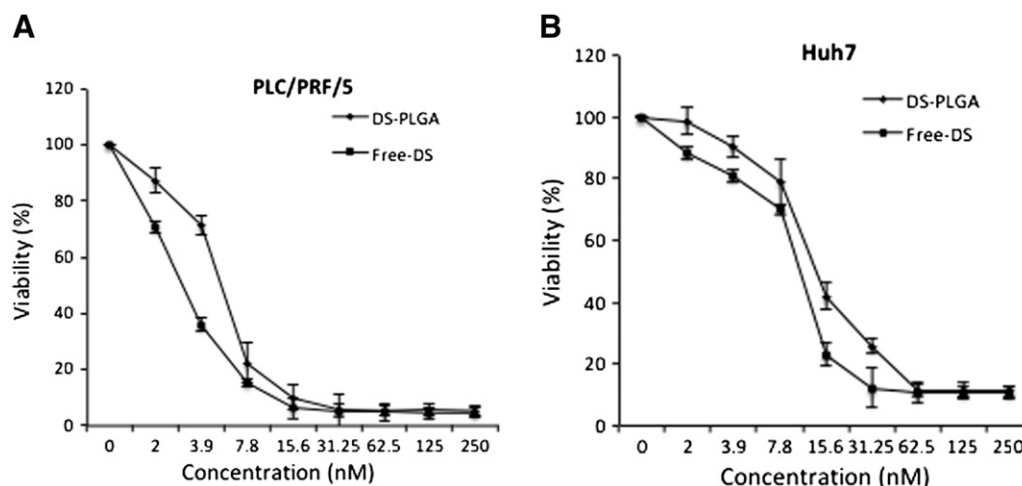 A
PLC/PRF/5
DS-PLGA
Free-DS
120
100
80
60
40
20
0
Viability (%)
0 2 3.9 7.8 15.6 31.25 62.5 125 250
Concentration (nM)
B
Huh7
DS-PLGA
Free-DS
120
100
80
60
40
20
0
Viability (%)
0 2 3.9 7.8 15.6 31.25 62.5 125 250
Concentration (nM)